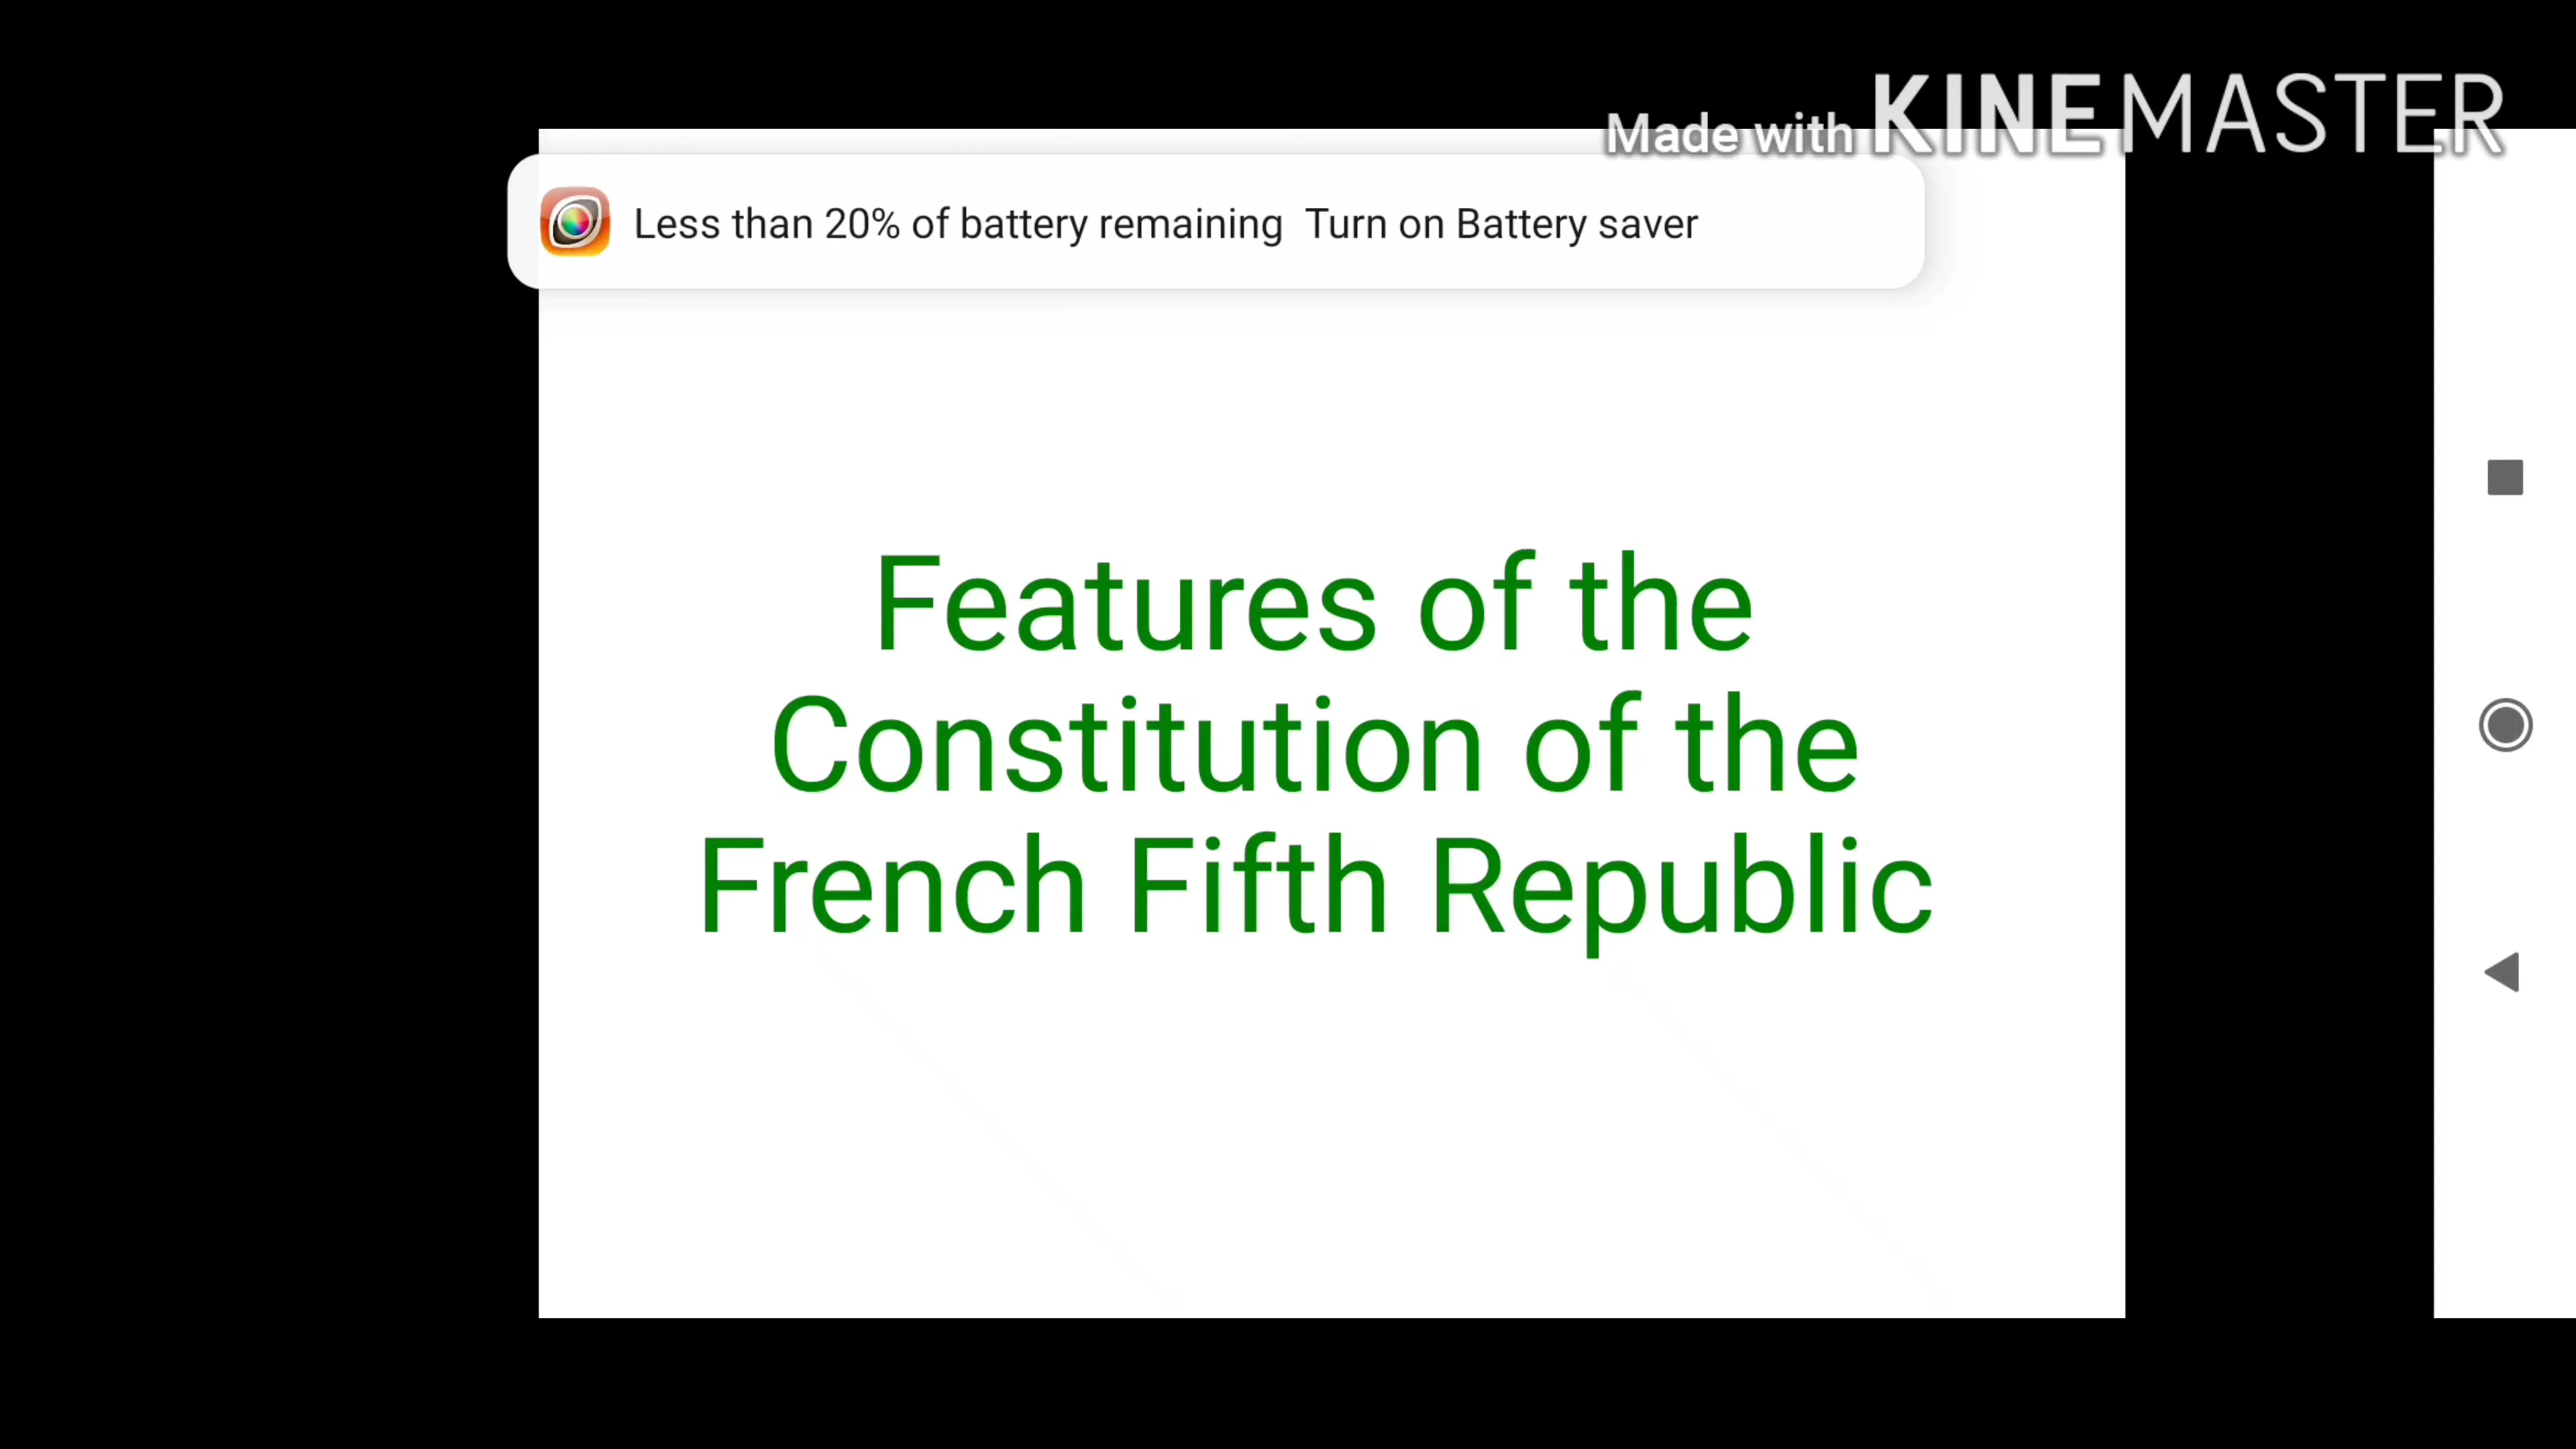 Made with KINEMASTER
Less than 20% of battery remaining Turn on Battery saver
Features of the
Constitution of the
French Fifth Republic